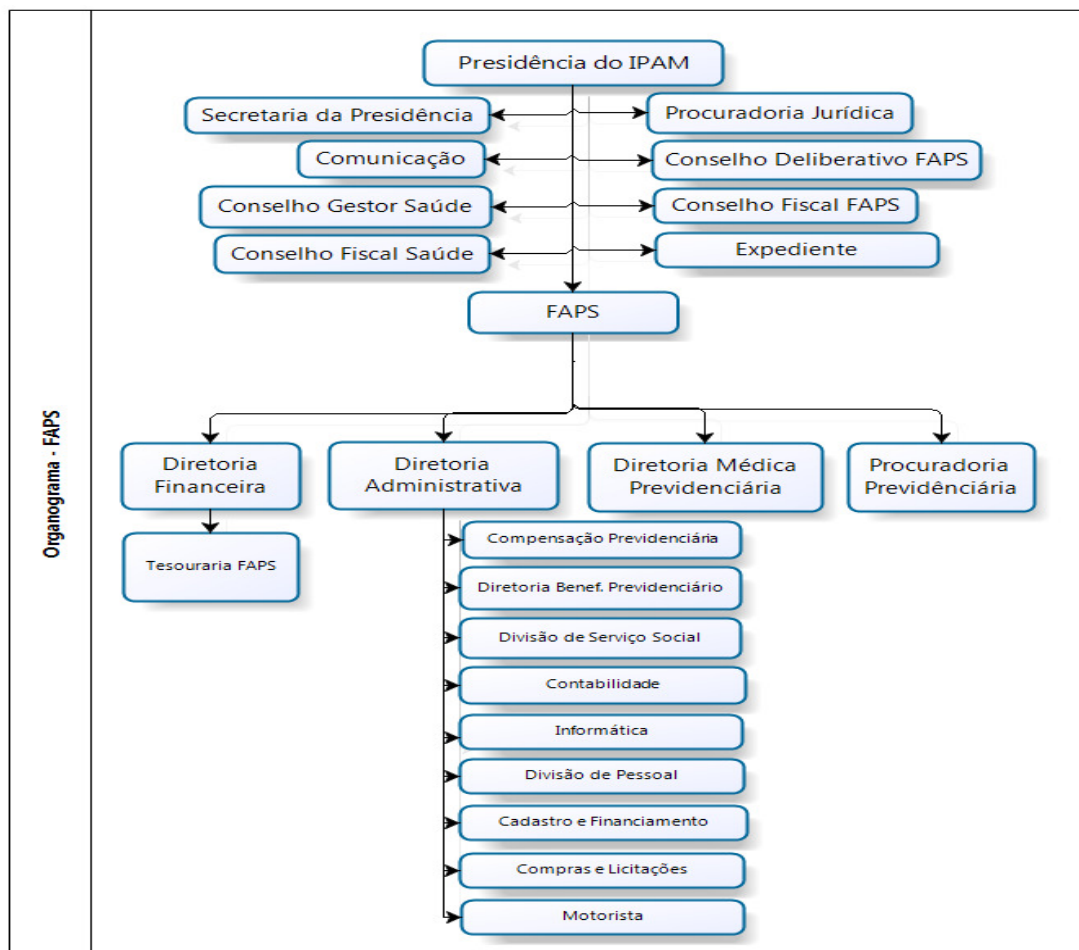 Organograma - FAPS
Presidência do IPAM
Secretaria da Presidência
Procuradoria Jurídica
Comunicação
Conselho Deliberativo FAPS
Conselho Gestor Saúde
Conselho Fiscal FAPS
Conselho Fiscal Saúde
Expediente
FAPS
Diretoria
Financeira
Diretoria
Administrativa
Diretoria Médica
Previdenciária
Procuradoria
Previdênciária
Tesouraria FAPS
Compensação Previdenciária
Diretoria Benef. Previdenciário
Divisão de Serviço Social
Contabilidade
Informática
Divisão de Pessoal
Cadastro e Financiamento
Compras e Licitações
Motorista